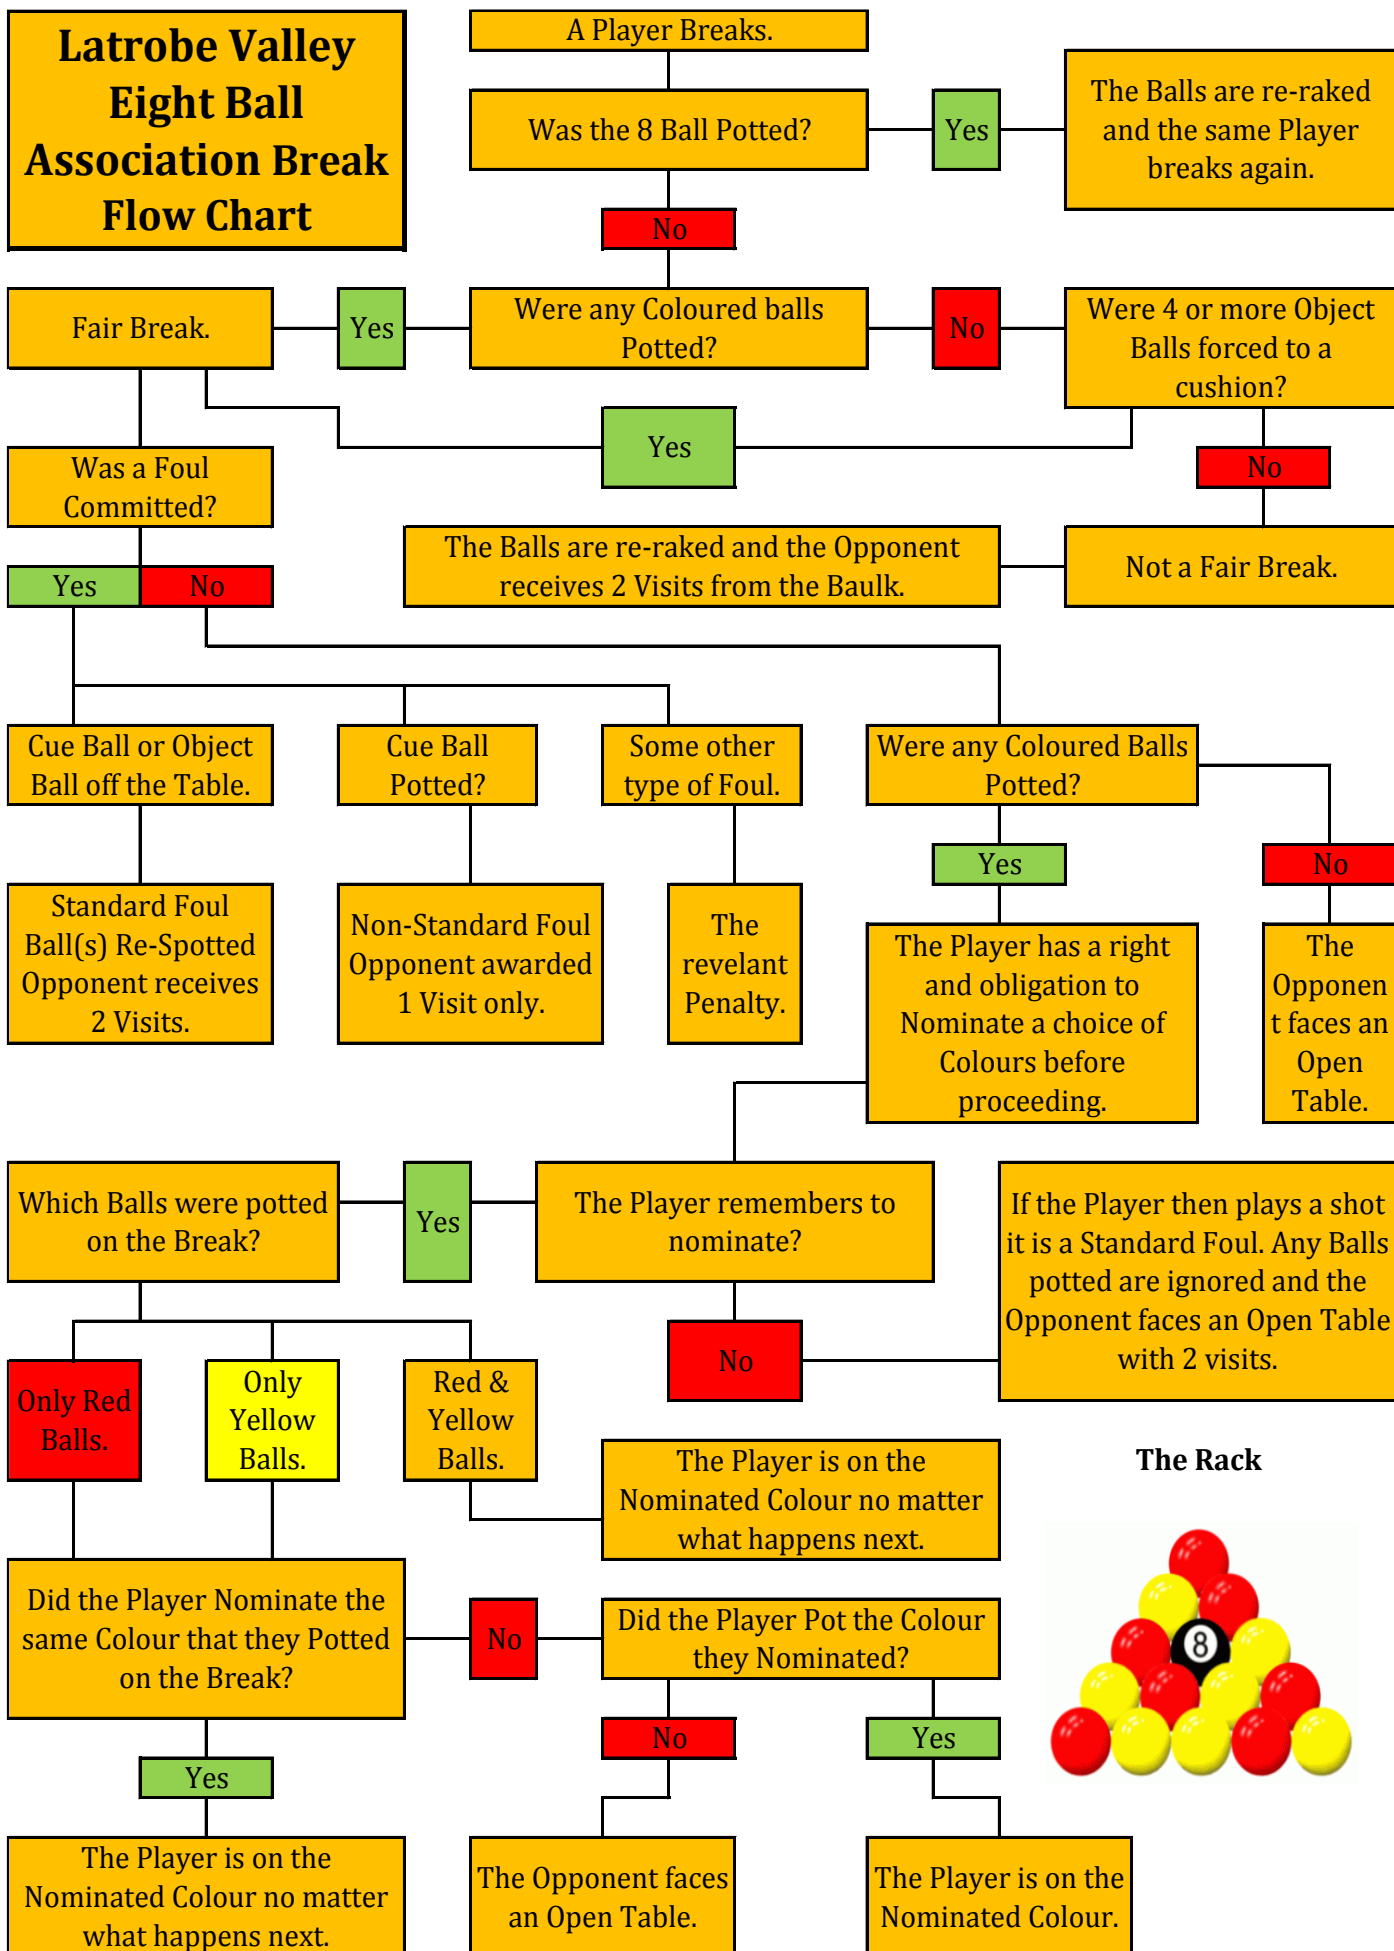 Latrobe Valley
Eight Ball
Association Break
Flow Chart
A Player Breaks.
Was the 8 Ball Potted?
Yes
The Balls are re-raked
and the same Player
breaks again.
No
Fair Break.
Yes
Were any Coloured balls
Potted?
No
Were 4 or more Object
Balls forced to a
cushion?
Yes
No
Was a Foul
Committed?
The Balls are re-raked and the Opponent
receives 2 Visits from the Baulk.
Not a Fair Break.
Yes
No
Cue Ball or Object
Ball off the Table.
Cue Ball
Potted?
Some other
type of Foul.
Were any Coloured Balls
Potted?
Yes
No
Standard Foul
Ball(s) Re-Spotted
Opponent receives
2 Visits.
Non-Standard Foul
Opponent awarded
1 Visit only.
The
revelant
Penalty.
The Player has a right
and obligation to
Nominate a choice of
Colours before
proceeding.
The
Opponen
t faces an
Open
Table.
Which Balls were potted
on the Break?
Yes
The Player remembers to
nominate?
If the Player then plays a shot
it is a Standard Foul. Any Balls
potted are ignored and the
Opponent faces an Open Table
with 2 visits.
No
Only Red
Balls.
Only
Yellow
Balls.
Red &
Yellow
Balls.
The Player is on the
Nominated Colour no matter
what happens next.
The Rack
8
Did the Player Nominate the
same Colour that they Potted
on the Break?
No
Did the Player Pot the Colour
they Nominated?
No
Yes
Yes
The Player is on the
Nominated Colour no matter
what happens next.
The Opponent faces
an Open Table.
The Player is on the
Nominated Colour.